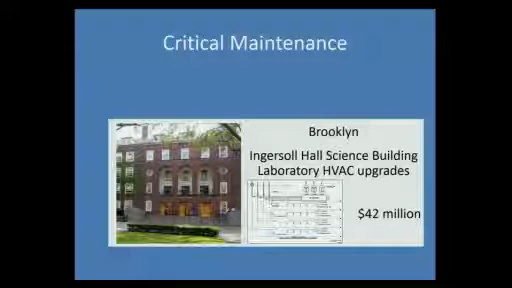 Critical Maintenance
Brooklyn
Ingersoll Hall Science Building
Laboratory HVAC upgrades
$42 million